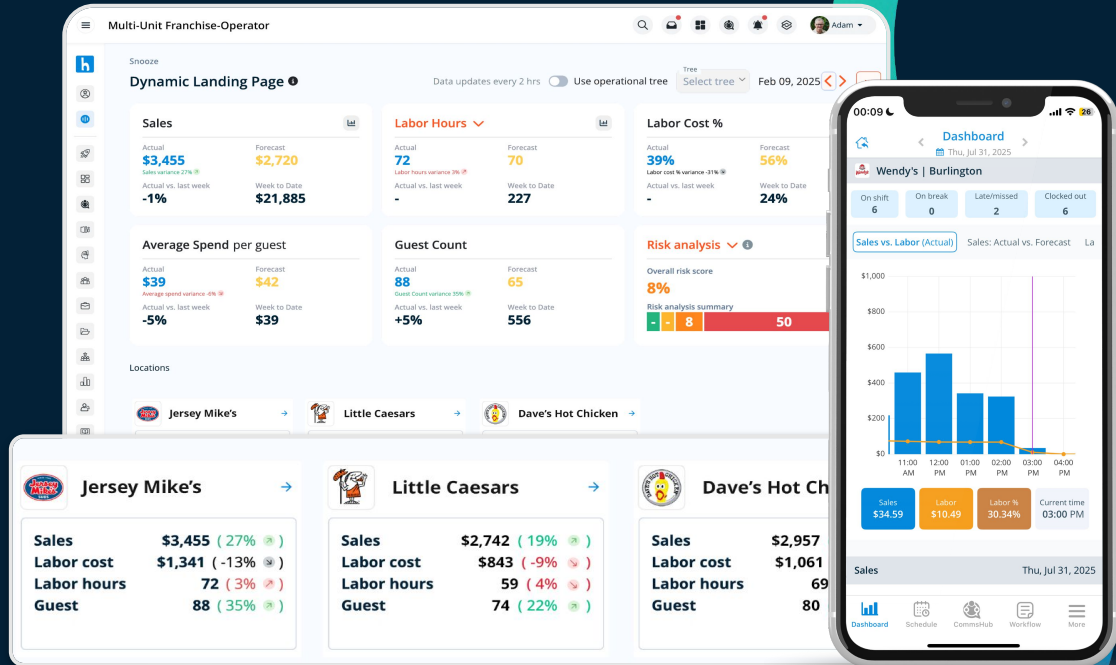 Multi-Unit Franchise-Operator
Adam
Snooze
Dynamic Landing Page
Data updates every 2 hrs
Use operational tree
Tree
Select tree
Feb 09, 2025
Sales
Actual
Forecast
$3,455
$2,720
Sales variance 27%
Actual vs. last week
Week to Date
-1%
$21,885
Labor Hours
Actual
Forecast
72
70
Labor hours variance 3%
Actual vs. last week
Week to Date
-
227
Labor Cost %
Actual
Forecast
39%
56%
Labor cost % variance -31%
Actual vs. last week
Week to Date
-
24%
Average Spend per guest
Actual
Forecast
$39
$42
Average spend variance -6%
Actual vs. last week
Week to Date
-5%
$39
Guest Count
Actual
Forecast
88
65
Guest Count variance 35%
Actual vs. last week
Week to Date
+5%
556
Risk analysis
Overall risk score
8%
Risk analysis summary
- - 8 50
Locations
Jersey Mike's
Little Caesars
Dave's Hot Chicken
Jersey Mike's
Sales $3,455 ( 27% )
Labor cost $1,341 ( -13% )
Labor hours 72 ( 3% )
Guest 88 ( 35% )
Little Caesars
Sales $2,742 ( 19% )
Labor cost $843 ( -9% )
Labor hours 59 ( 4% )
Guest 74 ( 22% )
Dave's Hot Ch
Sales $2,957
Labor cost $1,061
Labor hours 69
Guest 80
00:09
26
Dashboard
Thu, Jul 31, 2025
Wendy's | Burlington
On shift
6
On break
0
Late/missed
2
Clocked out
6
Sales vs. Labor (Actual)
Sales: Actual vs. Forecast
La
$1,000
$800
$600
$400
$200
$0
11:00 AM
12:00 PM
01:00 PM
02:00 PM
03:00 PM
04:00 PM
Sales
$34.59
Labor
$10.49
Labor %
30.34%
Current time
03:00 PM
Sales
Thu, Jul 31, 2025
Dashboard
Schedule
CommsHub
Workflow
More